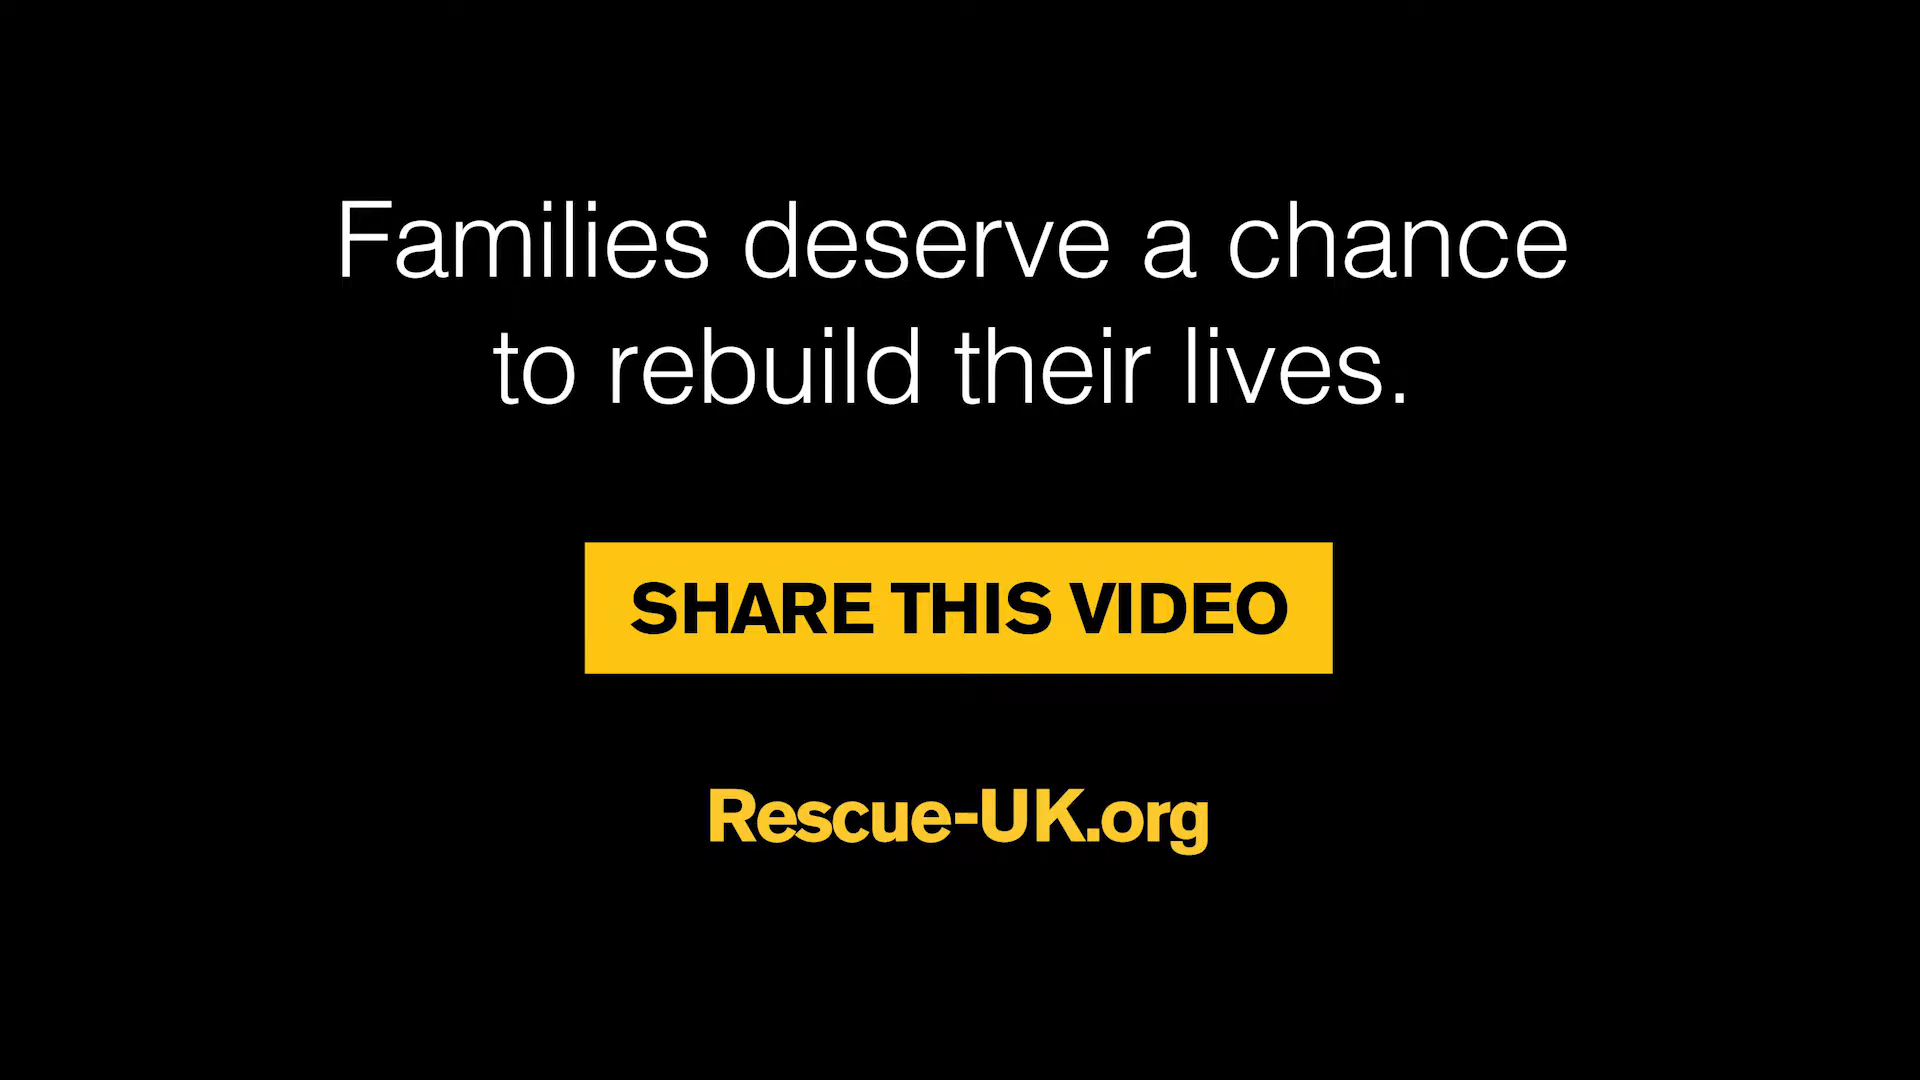 Families deserve a chance
to rebuild their lives.
SHARE THIS VIDEO
Rescue-UK.org